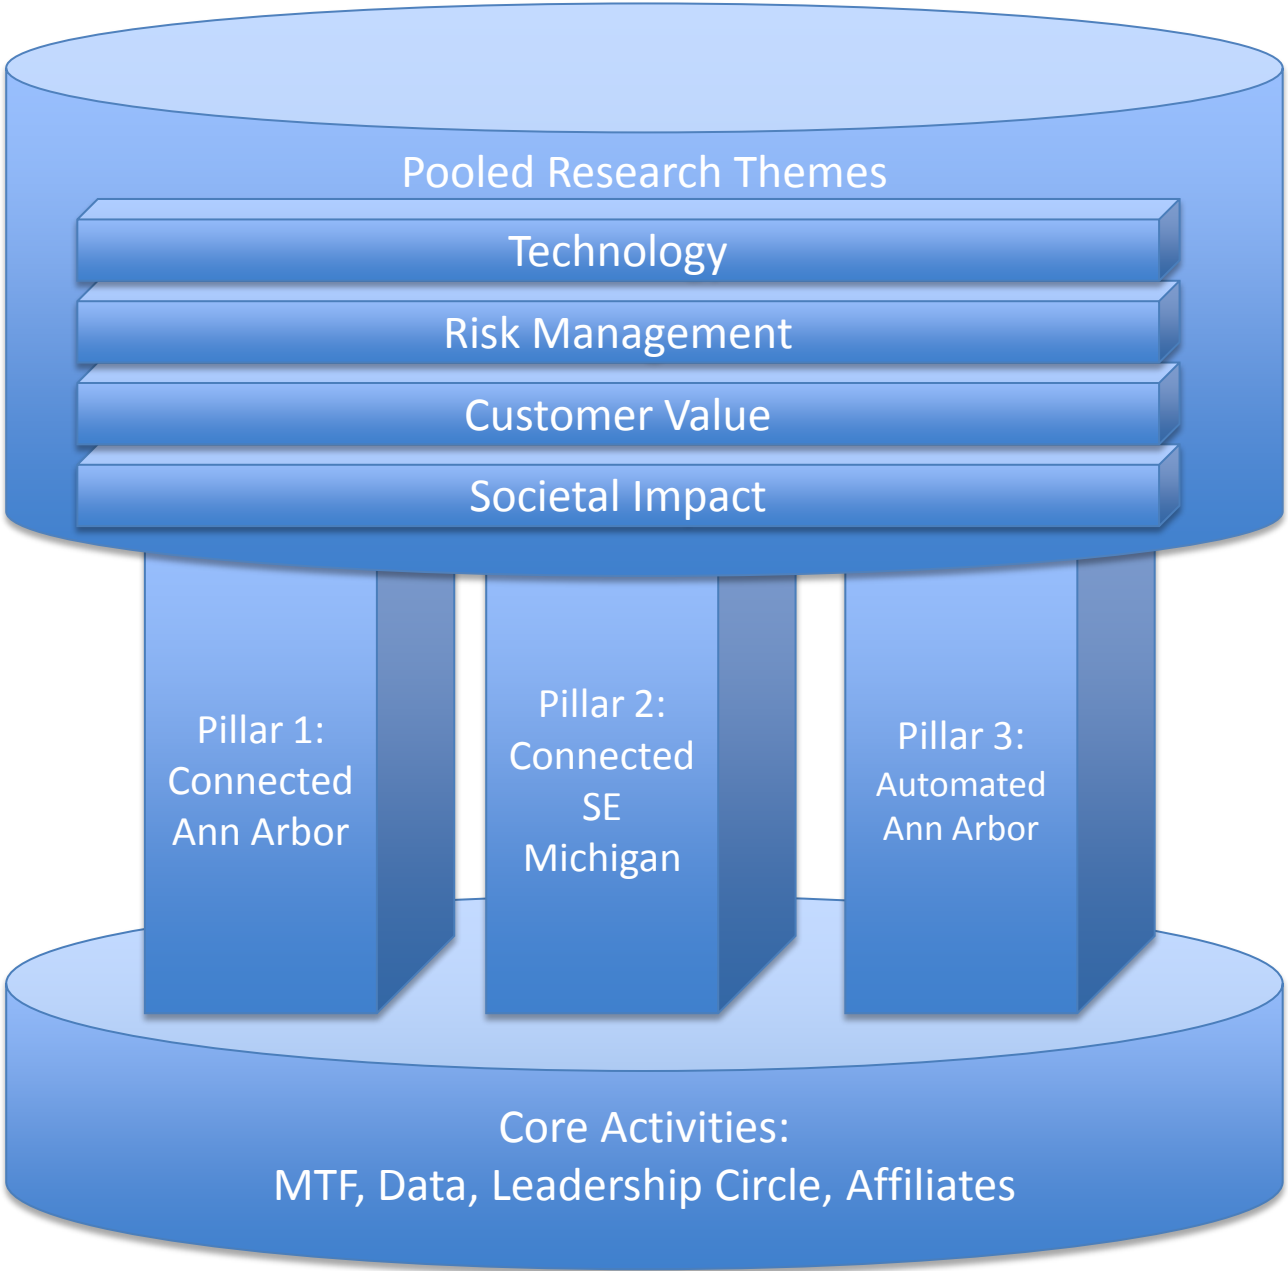 Pooled Research Themes
Technology
Risk Management
Customer Value
Societal Impact
Pillar 1:
Connected
Ann Arbor
Pillar 2:
Connected
SE
Michigan
Pillar 3:
Automated
Ann Arbor
Core Activities:
MTF, Data, Leadership Circle, Affiliates